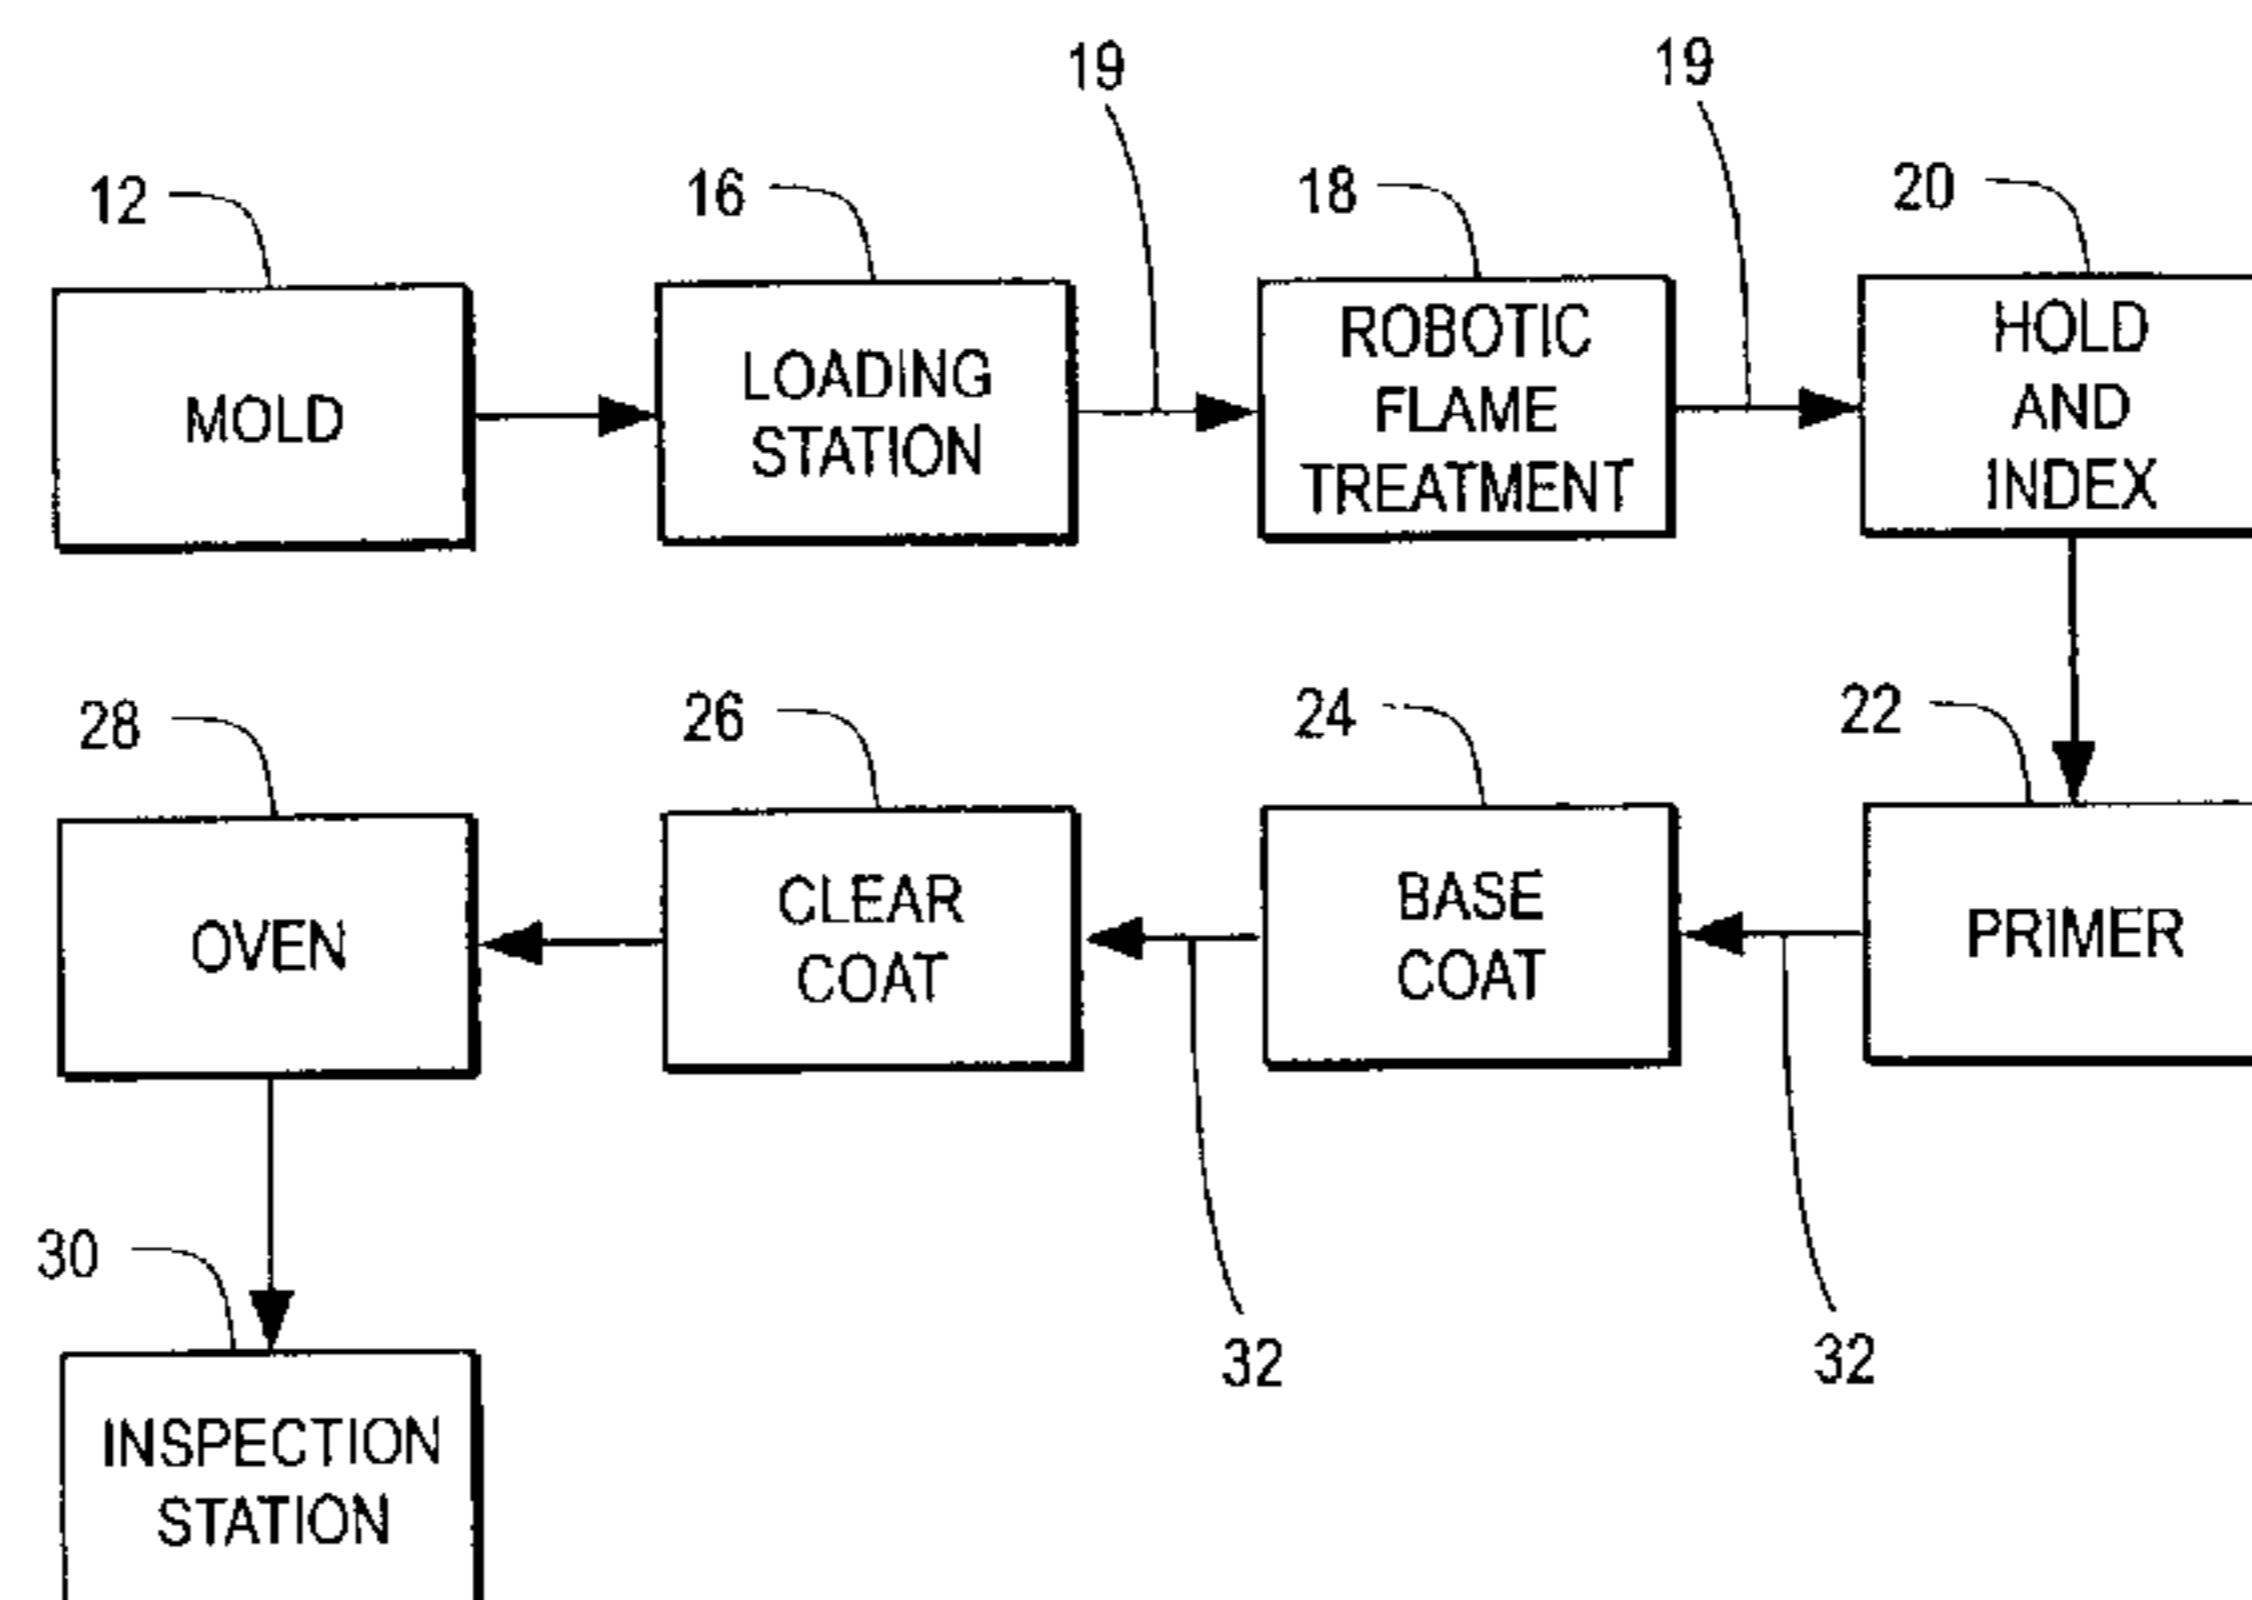 19
19
12
16
18
20
MOLD
LOADING
STATION
ROBOTIC
FLAME
TREATMENT
HOLD
AND
INDEX
28
26
24
22
OVEN
CLEAR
COAT
BASE
COAT
PRIMER
30
32
32
INSPECTION
STATION